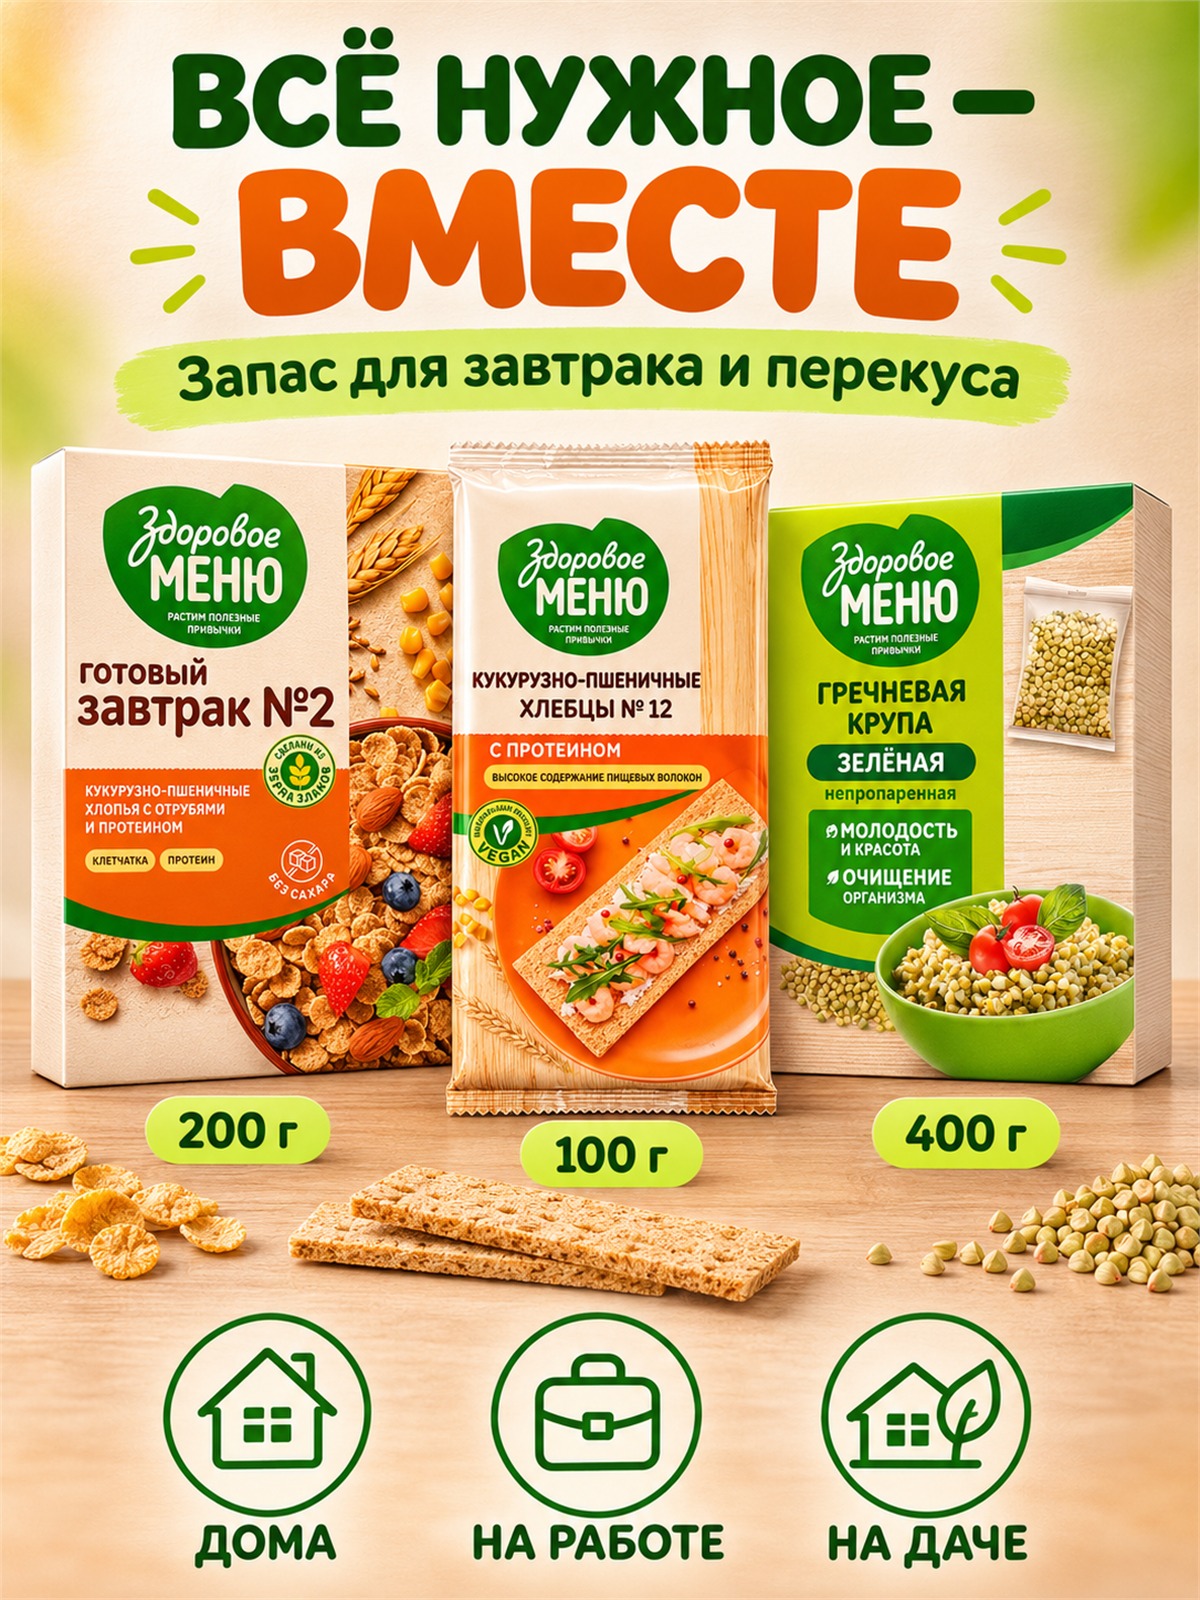 ВСЁ НУЖНОЕ –
ВМЕСТЕ
Запас для завтрака и перекуса
Здоровое
МЕНЮ
РАСТИМ ПОЛЕЗНЫЕ
ПРИВЫЧКИ
ГОТОВЫЙ
завтрак №2
СДЕЛАНЫ ИЗ
ЗЕРНА ЗЛАКОВ
КУКУРУЗНО-ПШЕНИЧНЫЕ
ХЛОПЬЯ С ОТРУБЯМИ
И ПРОТЕИНОМ
КЛЕТЧАТКА
ПРОТЕИН
БЕЗ САХАРА
Здоровое
МЕНЮ
РАСТИМ ПОЛЕЗНЫЕ
ПРИВЫЧКИ
КУКУРУЗНО-ПШЕНИЧНЫЕ
ХЛЕБЦЫ № 12
С ПРОТЕИНОМ
ВЫСОКОЕ СОДЕРЖАНИЕ ПИЩЕВЫХ ВОЛОКОН
VEGAN
Здоровое
МЕНЮ
РАСТИМ ПОЛЕЗНЫЕ
ПРИВЫЧКИ
ГРЕЧНЕВАЯ
КРУПА
ЗЕЛЁНАЯ
непропаренная
МОЛОДОСТЬ
И КРАСОТА
ОЧИЩЕНИЕ
ОРГАНИЗМА
200 г
100 г
400 г
ДОМА
НА РАБОТЕ
НА ДАЧЕ